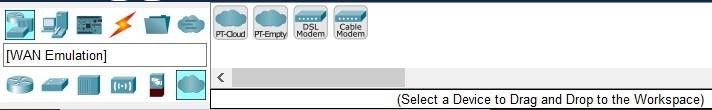 PT-Cloud PT-Empty DSL Modem Cable Modem
[WAN Emulation]
(Select a Device to Drag and Drop to the Workspace)